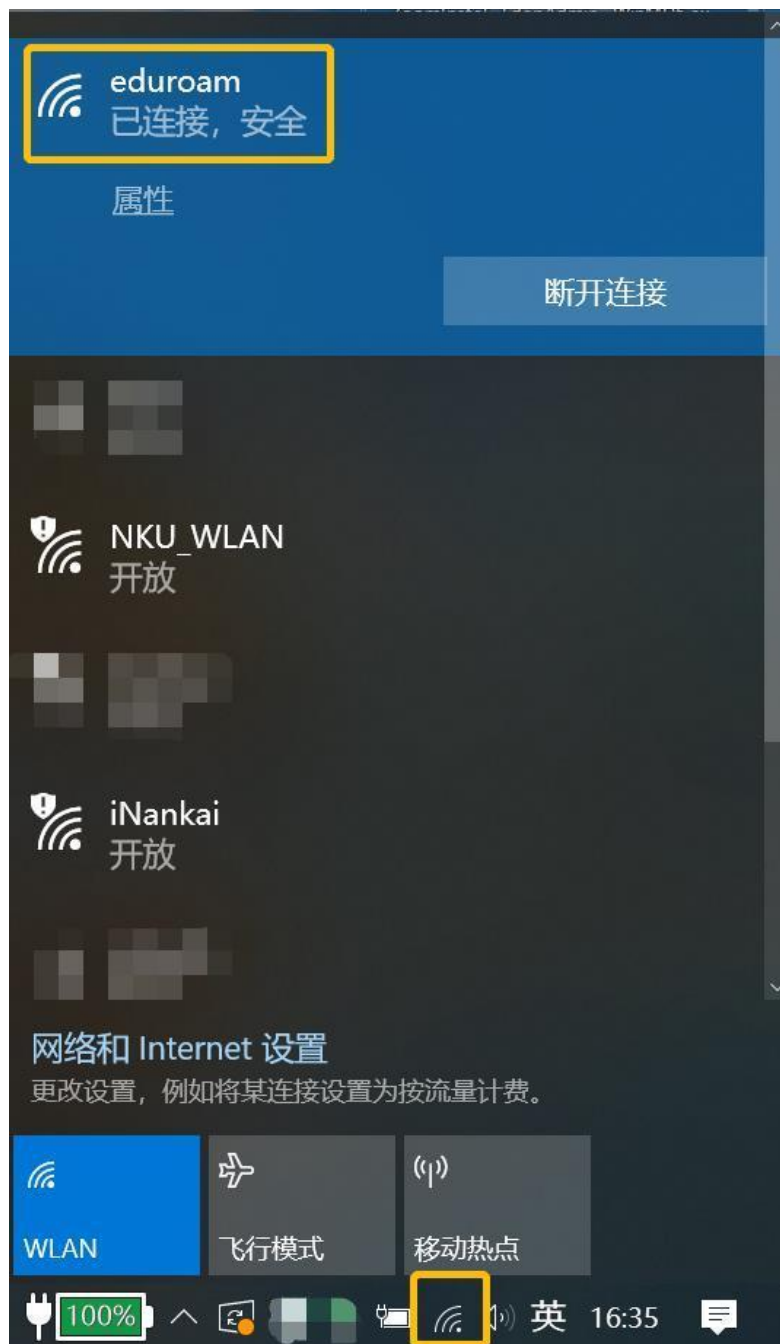 eduroam
已连接，安全
属性
断开连接
NKU_WLAN
开放
iNankai
开放
网络和 Internet 设置
更改设置，例如将某连接设置为按流量计费。
WLAN
飞行模式
移动热点
100%
英
16:35